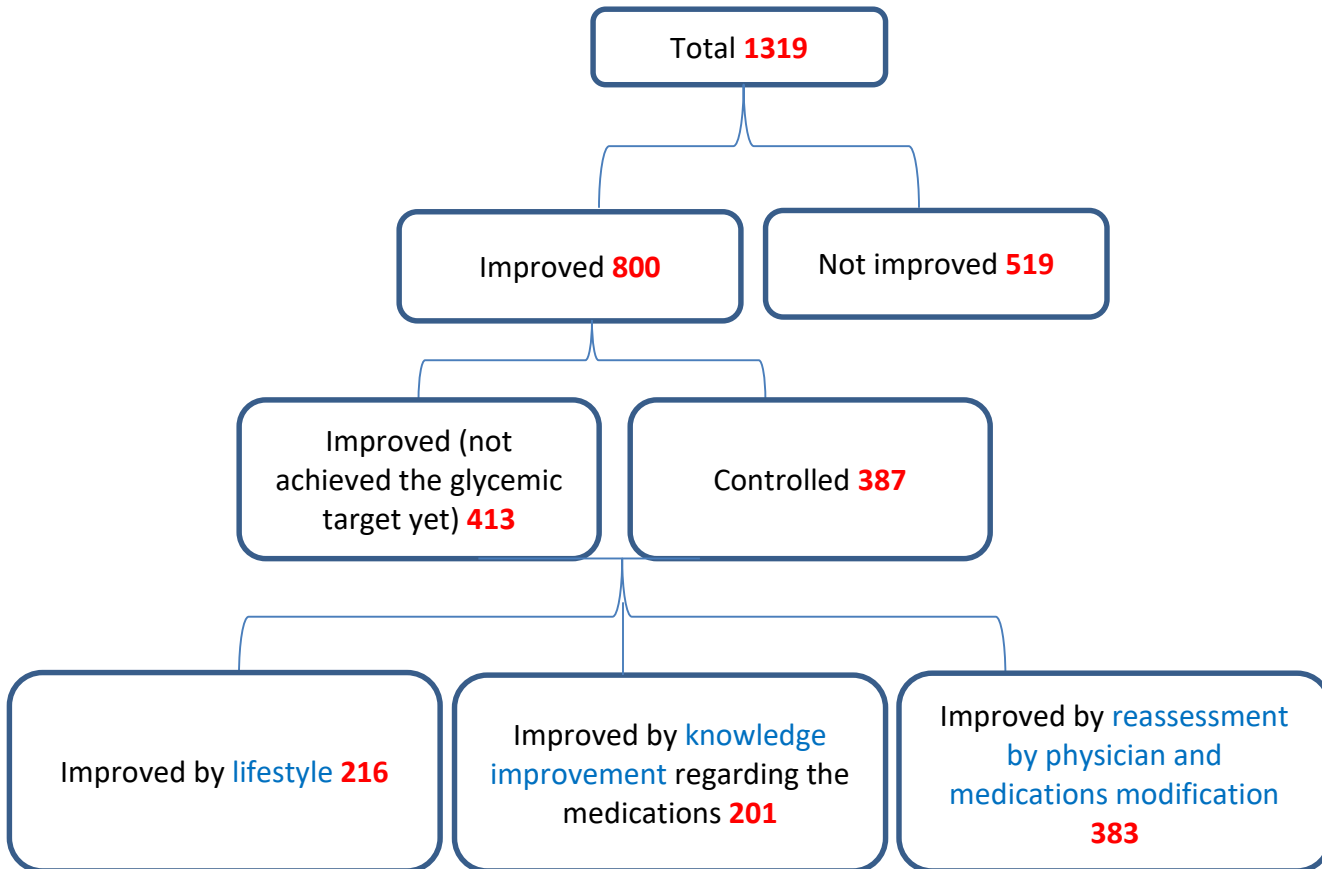 Total 1319
Improved 800
Not improved 519
Improved (not
achieved the glycemic
target yet) 413
Controlled 387
Improved by lifestyle 216
Improved by knowledge
improvement regarding the
medications 201
Improved by reassessment
by physician and
medications modification
383